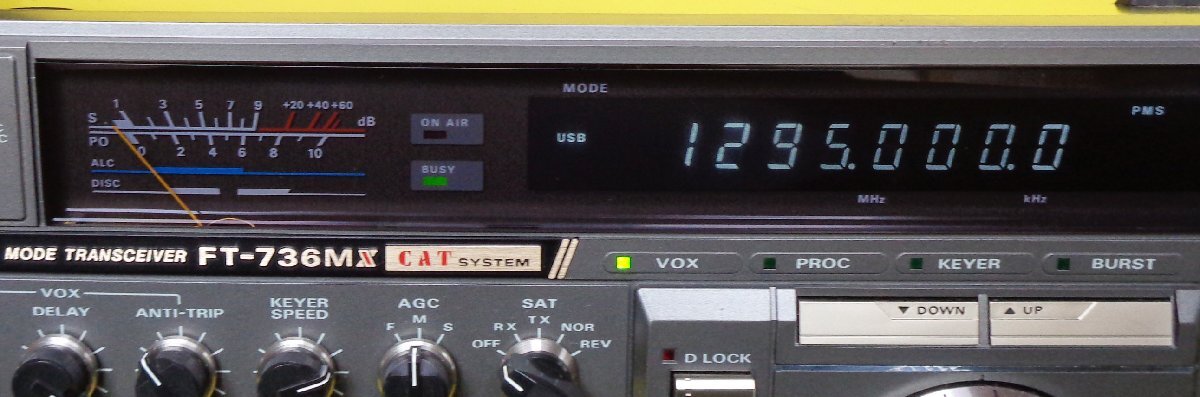 MODE
1 3 5 7 9 +20 +40 +60
S
dB
PO
0 2 4 6 8 10
ALC
DISC
ON AIR
BUSY
USB
1295.000.0
PMS
MHz
kHz
MODE TRANSCEIVER FT-736MX CAT SYSTEM
VOX
PROC
KEYER
BURST
VOX
DELAY
ANTI-TRIP
KEYER
SPEED
AGC
F M S
SAT
OFF RX TX NOR REV
▼ DOWN
▲ UP
D LOCK